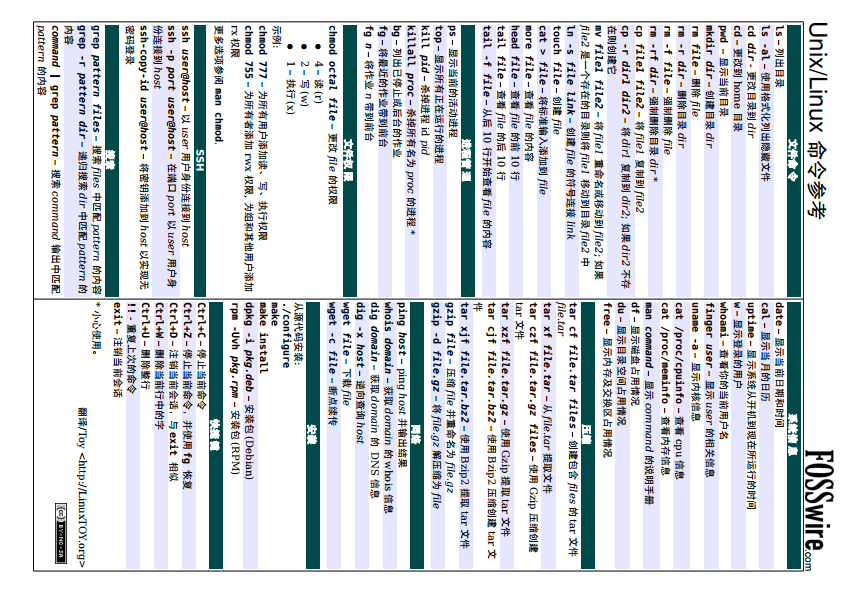 Unix/Linux 命令参考
FOSSwire.com
文件命令
ls – 列出目录
ls -al – 使用格式化列出隐藏文件
cd dir - 更改目录到 dir
cd – 更改到 home 目录
pwd – 显示当前目录
mkdir dir – 创建目录 dir
rm file – 删除 file
rm -r dir – 删除目录 dir
rm -f file – 强制删除 file
rm -rf dir – 强制删除目录 dir *
cp file1 file2 – 将 file1 复制到 file2
cp -r dir1 dir2 – 将 dir1 复制到 dir2; 如果 dir2 不存
在则创建它
mv file1 file2 – 将 file1 重命名或移动到 file2; 如果
file2 是一个存在的目录则将 file1 移动到目录 file2 中
ln -s file link – 创建 file 的符号连接 link
touch file – 创建 file
cat > file – 将标准输入添加到 file
more file – 查看 file 的内容
head file – 查看 file 的前 10 行
tail file – 查看 file 的后 10 行
tail -f file – 从后 10 行开始查看 file 的内容
进程管理
ps – 显示当前的活动进程
top – 显示所有正在运行的进程
kill pid – 杀掉进程 id pid
killall proc – 杀掉所有名为 proc 的进程 *
bg – 列出已停止或后台的作业
fg – 将最近的作业带到前台
fg n – 将作业 n 带到前台
文件权限
chmod octal file – 更改 file 的权限
● 4 – 读 (r)
● 2 – 写 (w)
● 1 – 执行 (x)
示例:
chmod 777 – 为所有用户添加读、写、执行权限
chmod 755 – 为所有者添加 rwx 权限, 为组和其他用户添加
rx 权限
更多选项参阅 man chmod.
SSH
ssh user@host – 以 user 用户身份连接到 host
ssh -p port user@host – 在端口 port 以 user 用户身
份连接到 host
ssh-copy-id user@host – 将密钥添加到 host 以实现无
密码登录
搜索
grep pattern files – 搜索 files 中匹配 pattern 的内容
grep -r pattern dir – 递归搜索 dir 中匹配 pattern 的
内容
command | grep pattern – 搜索 command 输出中匹配
pattern 的内容
系统信息
date – 显示当前日期和时间
cal – 显示当月的日历
uptime – 显示系统从开机到现在所运行的时间
w – 显示登录的用户
whoami – 查看你的当前用户名
finger user – 显示 user 的相关信息
uname -a – 显示内核信息
cat /proc/cpuinfo – 查看 cpu 信息
cat /proc/meminfo – 查看内存信息
man command – 显示 command 的说明手册
df – 显示磁盘占用情况
du – 显示目录空间占用情况
free – 显示内存及交换区占用情况
压缩
tar cf file.tar files – 创建包含 files 的 tar 文件
file.tar
tar xf file.tar – 从 file.tar 提取文件
tar czf file.tar.gz files – 使用 Gzip 压缩创建
tar 文件
tar xzf file.tar.gz – 使用 Gzip 提取 tar 文件
tar cjf file.tar.bz2 – 使用 Bzip2 压缩创建 tar 文
件
tar xjf file.tar.bz2 – 使用 Bzip2 提取 tar 文件
gzip file – 压缩 file 并重命名为 file.gz
gzip -d file.gz – 将 file.gz 解压缩为 file
网络
ping host – ping host 并输出结果
whois domain – 获取 domain 的 whois 信息
dig domain – 获取 domain 的 DNS 信息
dig -x host – 逆向查询 host
wget file – 下载 file
wget -c file – 断点续传
安装
从源代码安装:
./configure
make
make install
dpkg -i pkg.deb – 安装包 (Debian)
rpm -Uvh pkg.rpm – 安装包 (RPM)
快捷键
Ctrl+C – 停止当前命令
Ctrl+Z – 停止当前命令, 并使用 fg 恢复
Ctrl+D – 注销当前会话, 与 exit 相似
Ctrl+W – 删除当前行中的字
Ctrl+U – 删除整行
!! - 重复上次的命令
exit – 注销当前会话
* 小心使用。
翻译/Toy <http://LinuxTOY.org>
cc BY-NC-SA